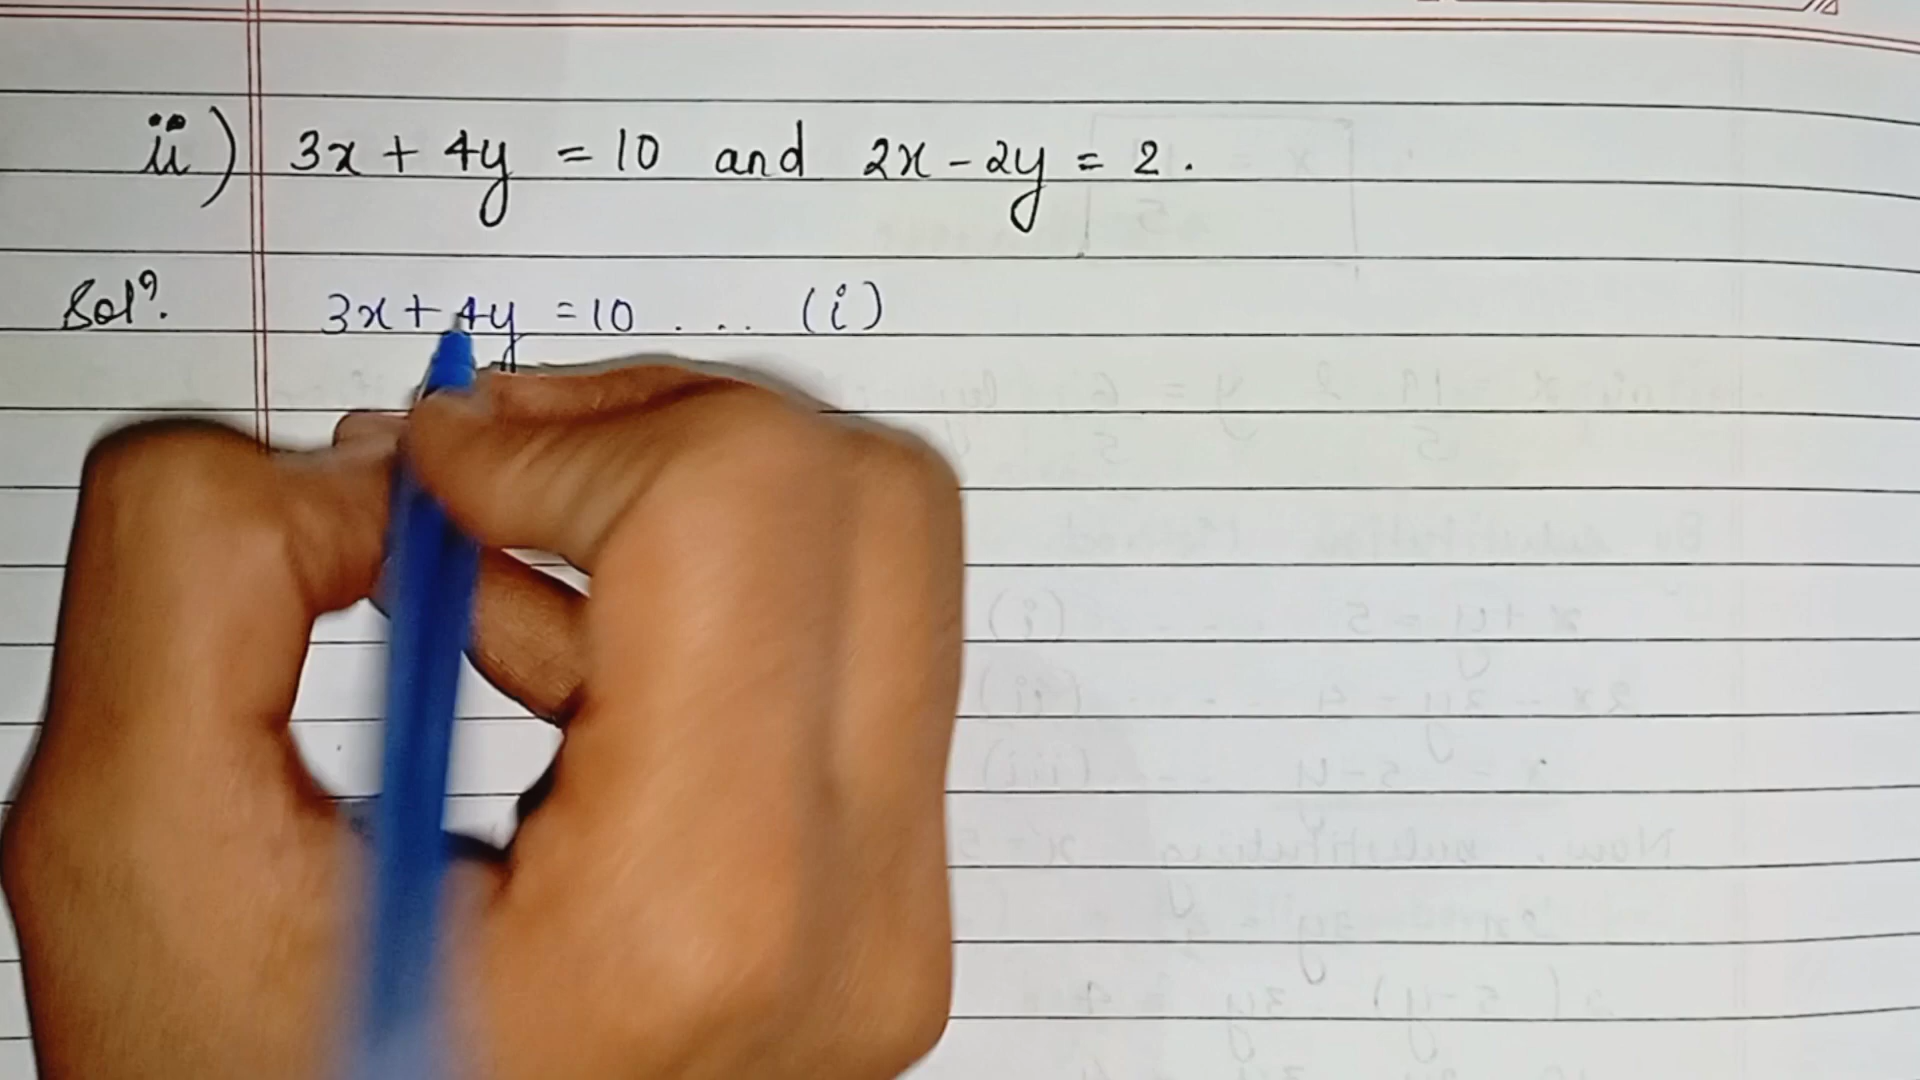 ii) 3x + 4y = 10 and 2x - 2y = 2.
Solⁿ. 3x + 4y = 10 . . . . (i)